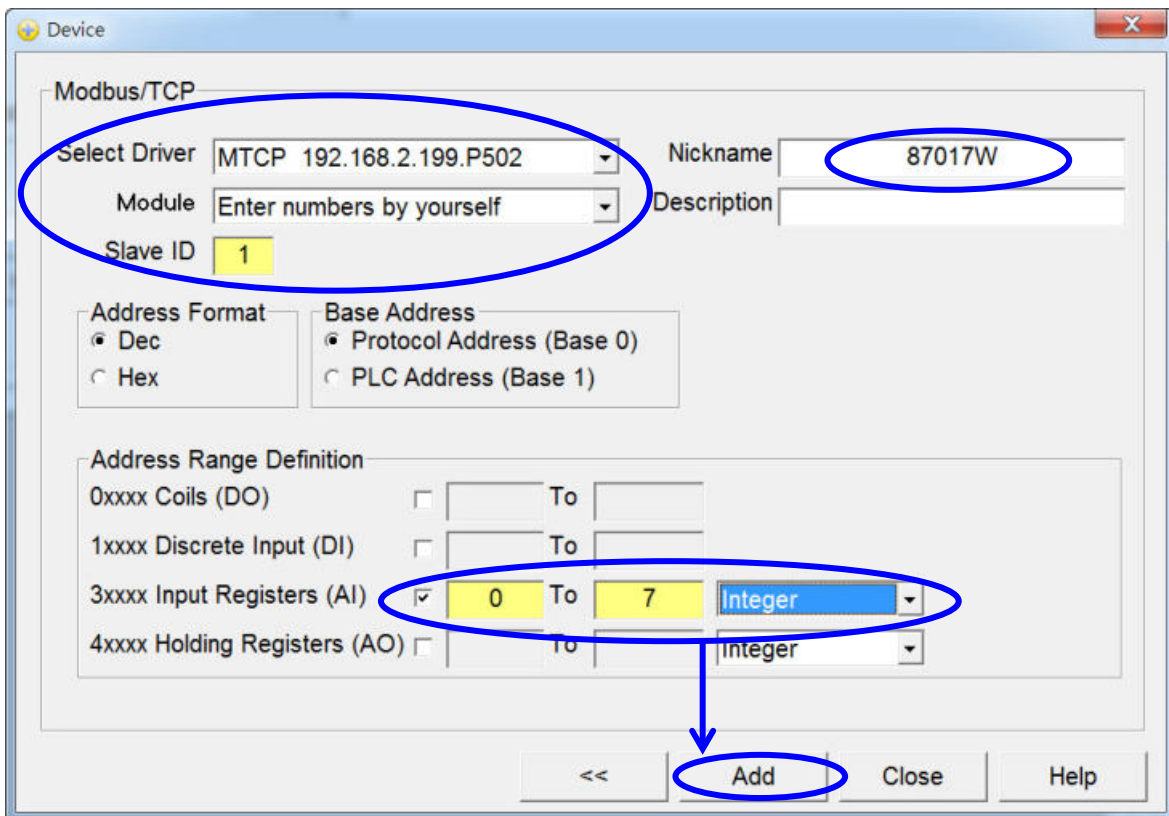 Device
Modbus/TCP
Select Driver MTCP 192.168.2.199.P502 Nickname 87017W
Module Enter numbers by yourself Description
Slave ID 1
Address Format Base Address
Dec Protocol Address (Base 0)
Hex PLC Address (Base 1)
Address Range Definition
0xxxx Coils (DO) To
1xxxx Discrete Input (DI) To
3xxxx Input Registers (AI) 0 To 7 Integer
4xxxx Holding Registers (AO) To Integer
<< Add Close Help